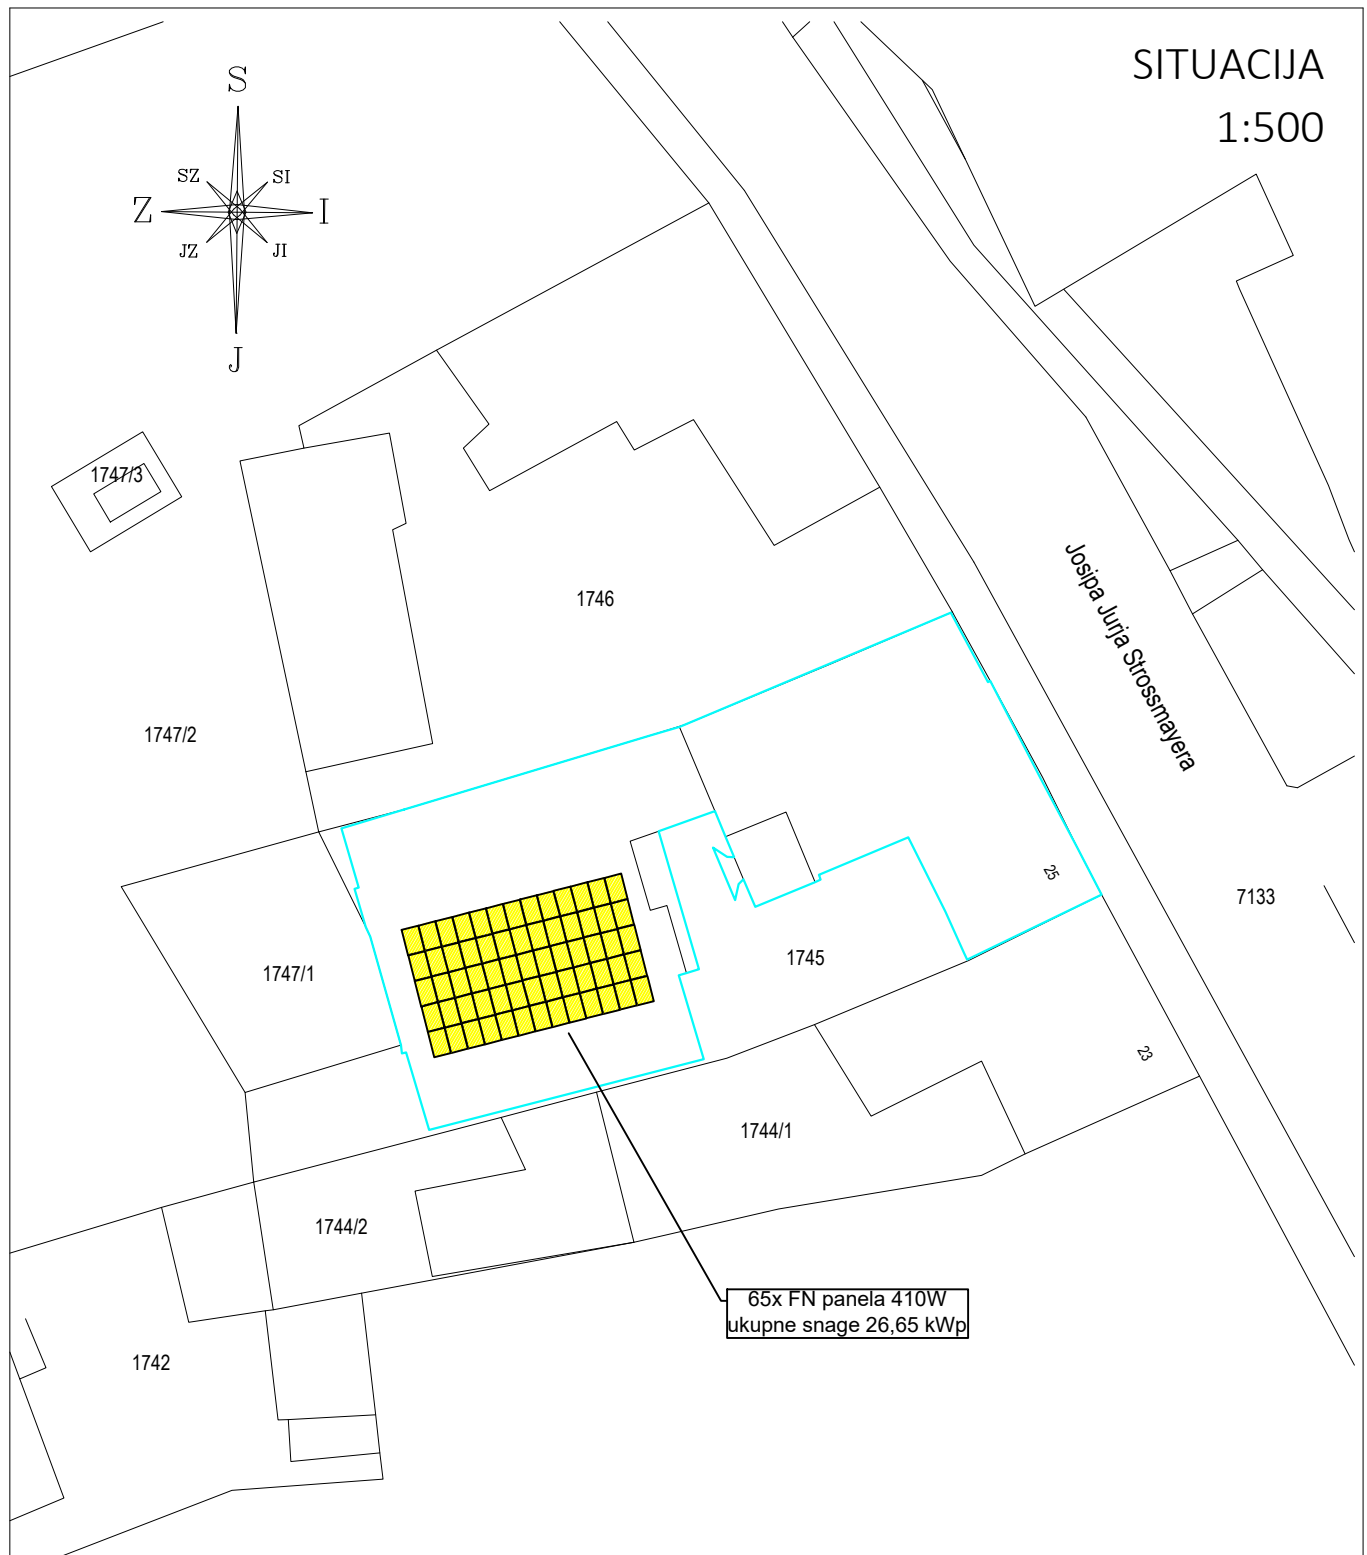 SITUACIJA
1:500
S
SZ
SI
Z
I
JZ
JI
J
1747/3
1746
Josipa Jurja Strossmayera
1747/2
25
7133
1745
1747/1
23
1744/1
1744/2
65x FN panela 410W
ukupne snage 26,65 kWp
1742